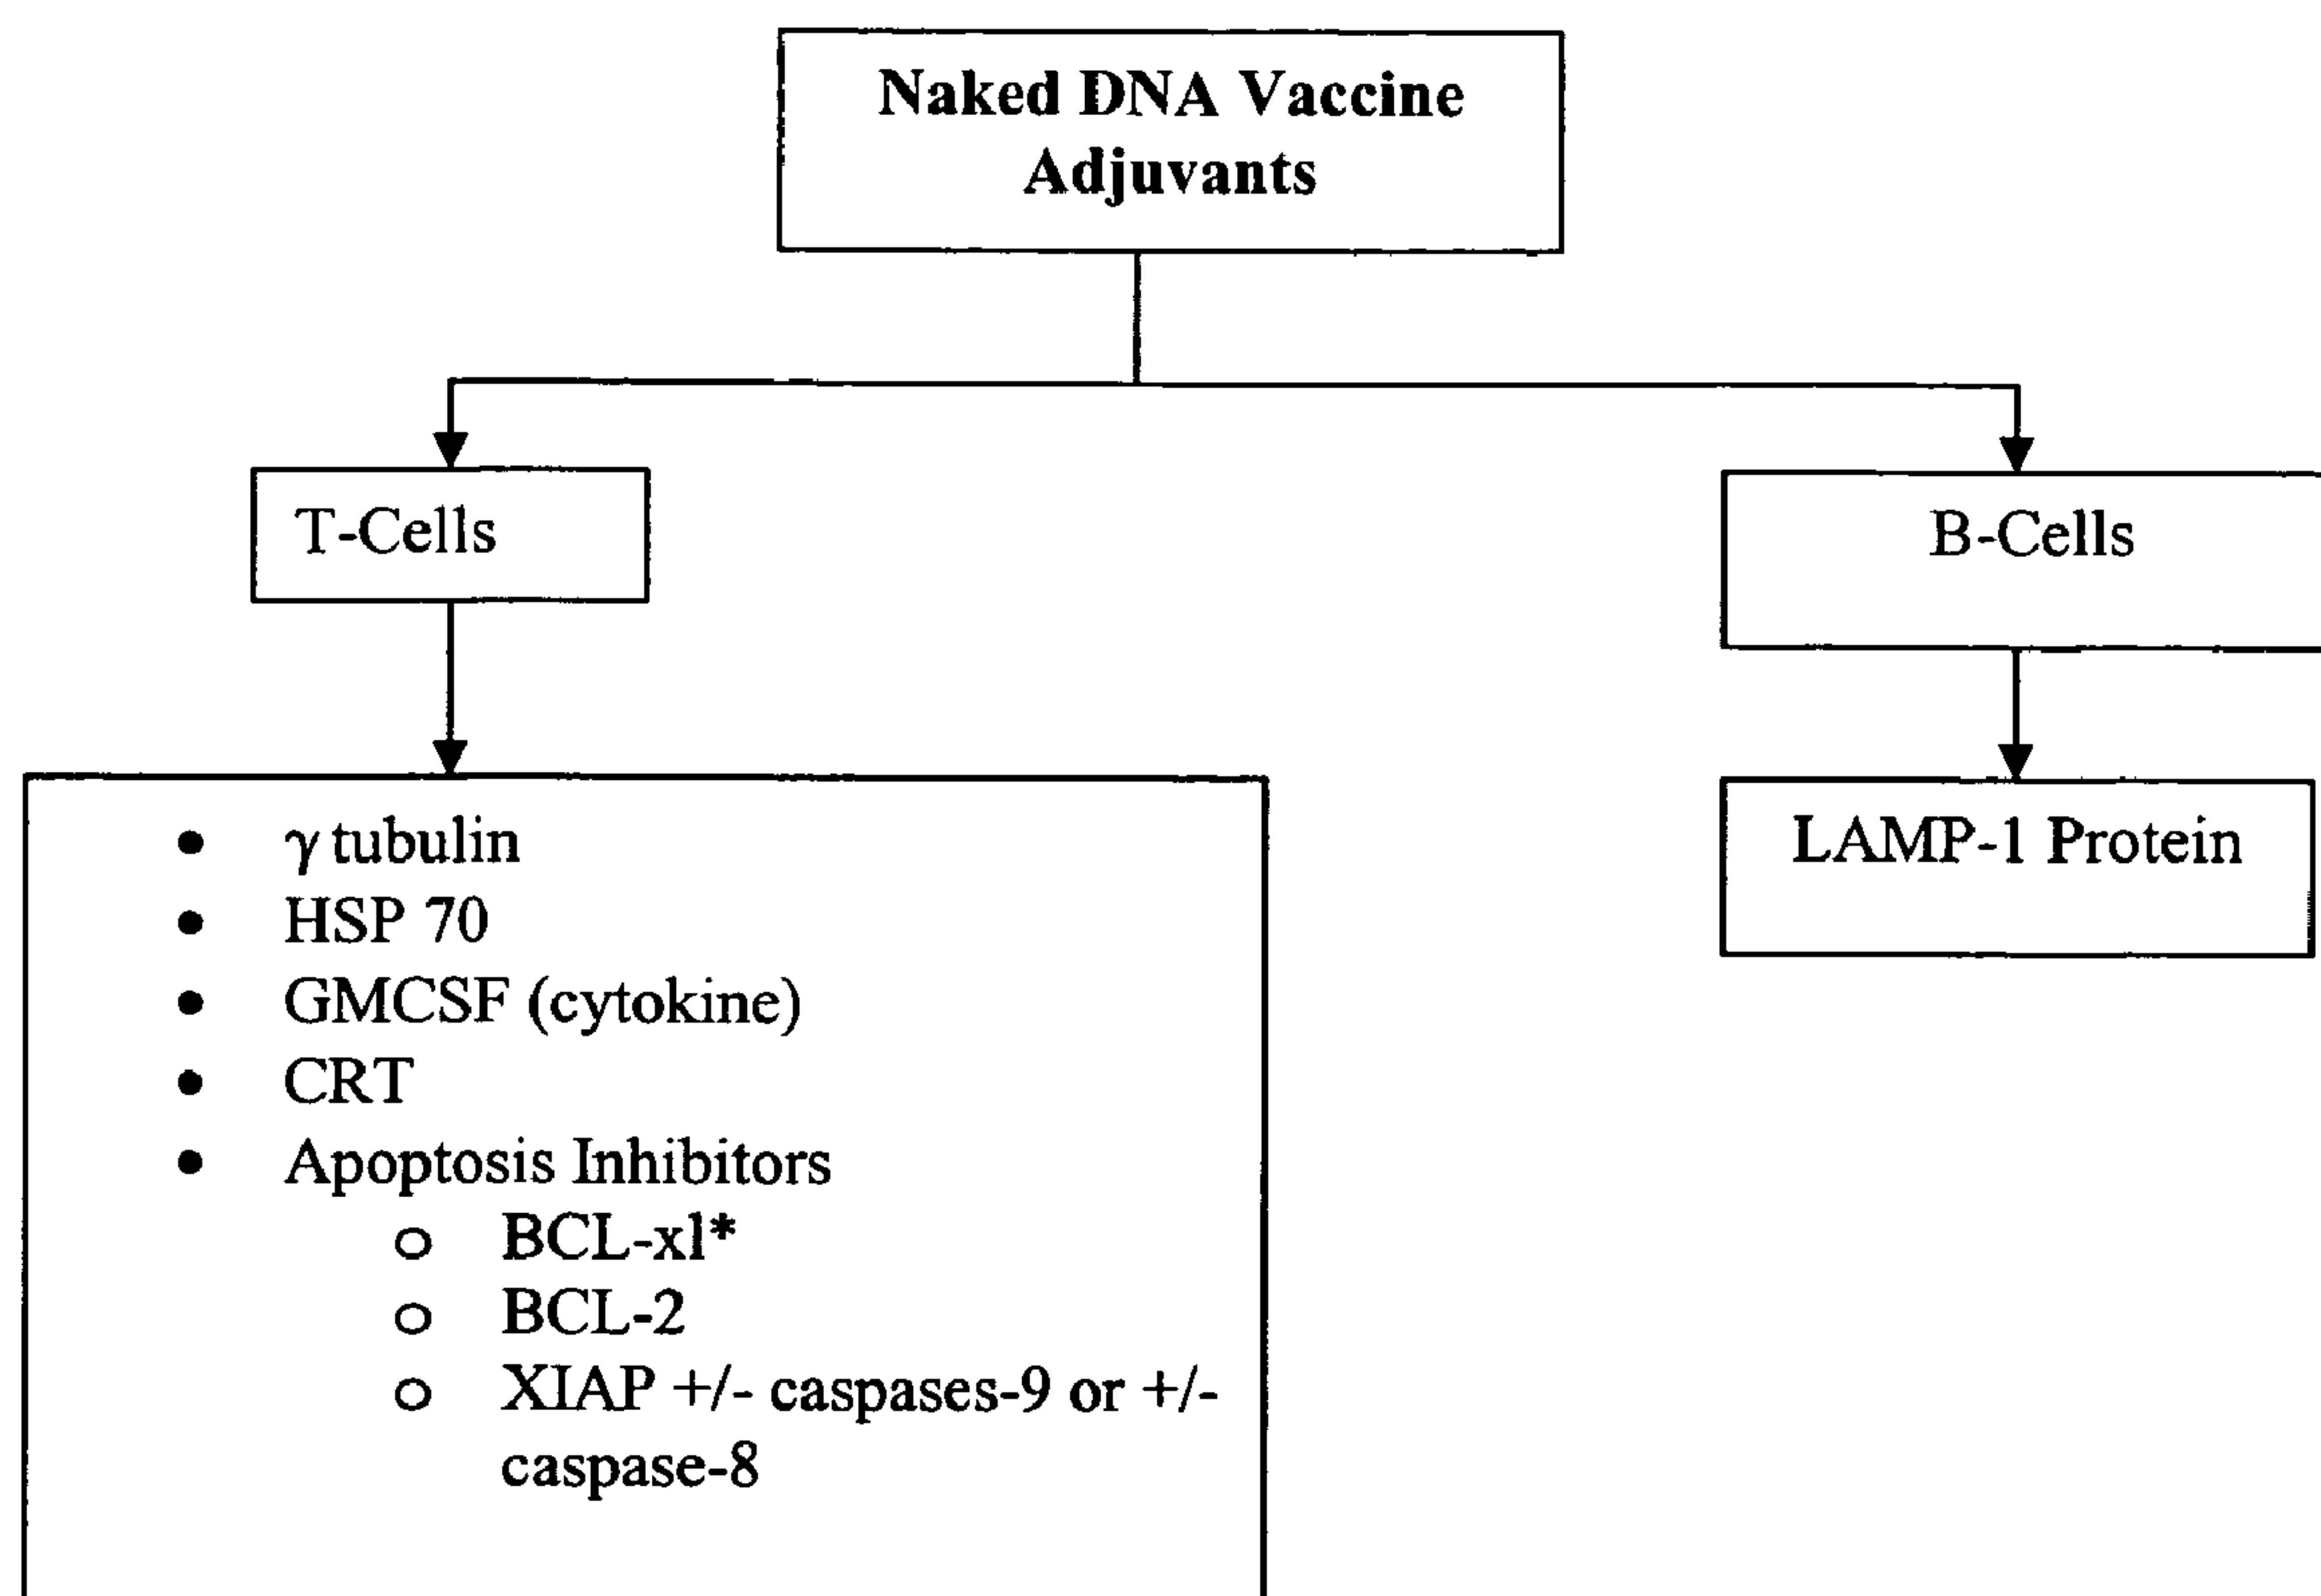 Naked DNA Vaccine
Adjuvants
T-Cells
B-Cells
• γ tubulin
• HSP 70
• GMCSF (cytokine)
• CRT
• Apoptosis Inhibitors
o BCL-xl*
o BCL-2
o XIAP +/- caspases-9 or +/-
caspase-8
LAMP-1 Protein